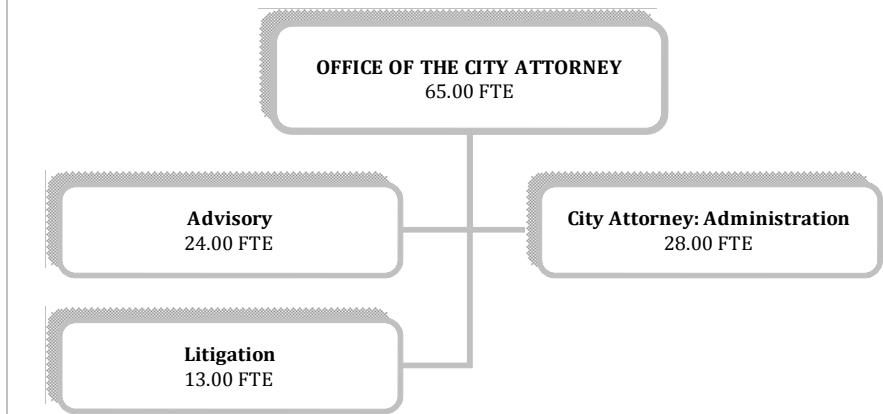 OFFICE OF THE CITY ATTORNEY
65.00 FTE
Advisory
24.00 FTE
City Attorney: Administration
28.00 FTE
Litigation
13.00 FTE